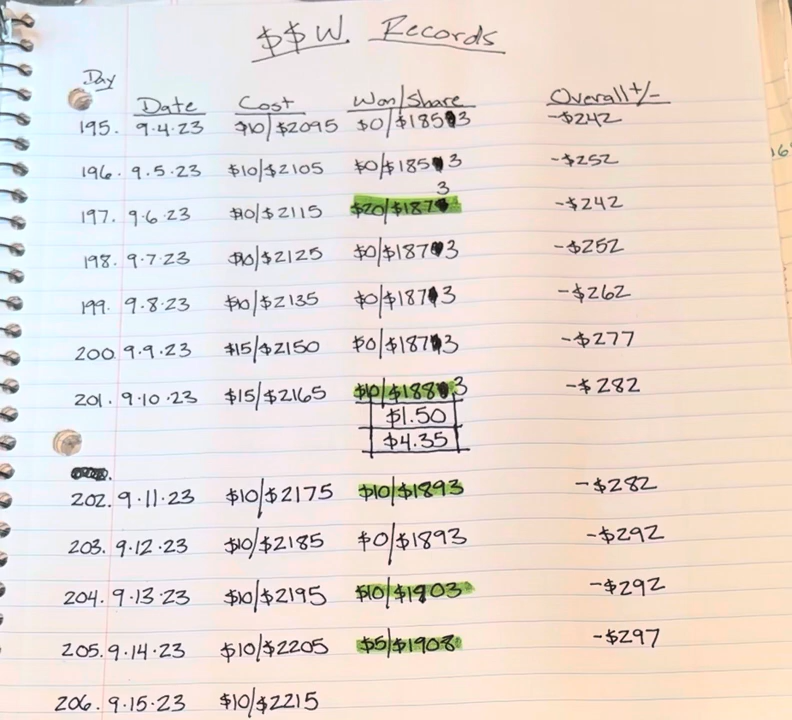 $$W. Records
Day
Date Cost Won/Share Overall +/-
195. 9.4.23 $10/$2095 $0/$1853 -$242
196. 9.5.23 $10/$2105 $0/$1853 -$252
197. 9.6.23 $10/$2115 $20/$1873 -$242
198. 9.7.23 $10/$2125 $0/$1873 -$252
199. 9.8.23 $10/$2135 $0/$1873 -$262
200. 9.9.23 $15/$2150 $0/$1873 -$277
201. 9.10.23 $15/$2165 $10/$1883 -$282
$1.50
$4.35
202. 9.11.23 $10/$2175 $10/$1893 -$282
203. 9.12.23 $10/$2185 $0/$1893 -$292
204. 9.13.23 $10/$2195 $10/$1903 -$292
205. 9.14.23 $10/$2205 $5/$1908 -$297
206. 9.15.23 $10/$2215